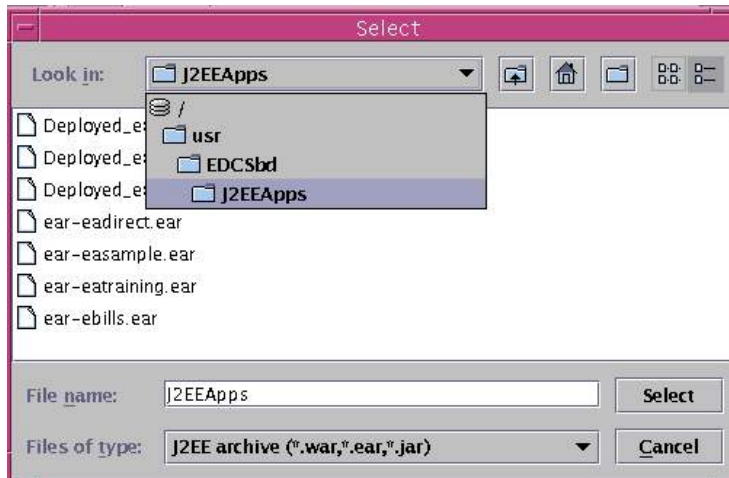 Select
Look in:
J2EEApps
/
usr
EDCSbd
J2EEApps
Deployed_e
Deployed_e
Deployed_e
ear-eadirect.ear
ear-easample.ear
ear-eatraining.ear
ear-ebills.ear
File name:
J2EEApps
Select
Files of type:
J2EE archive (*.war,*.ear,*.jar)
Cancel